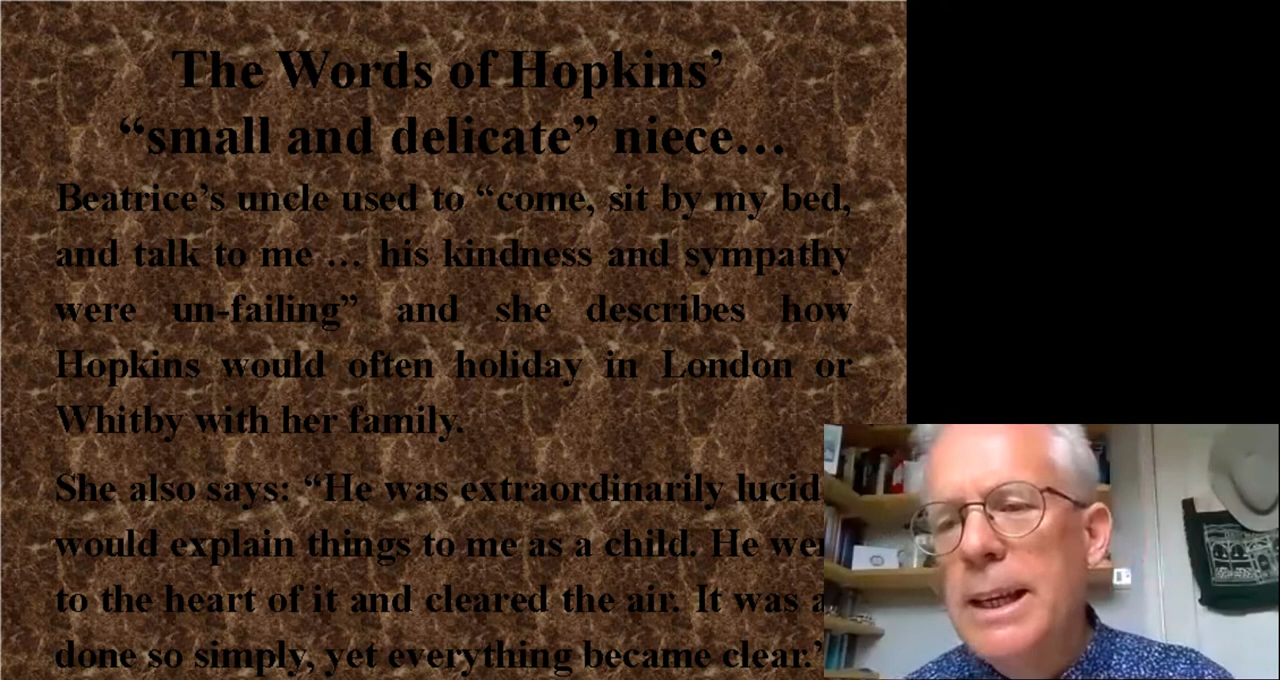 The Words of Hopkins’
“small and delicate” niece…
Beatrice’s uncle used to “come, sit by my bed,
and talk to me … his kindness and sympathy
were un-failing” and she describes how
Hopkins would often holiday in London or
Whitby with her family.
She also says: “He was extraordinarily lucid
would explain things to me as a child. He
to the heart of it and cleared the air. It was
done so simply, yet everything became clear.”